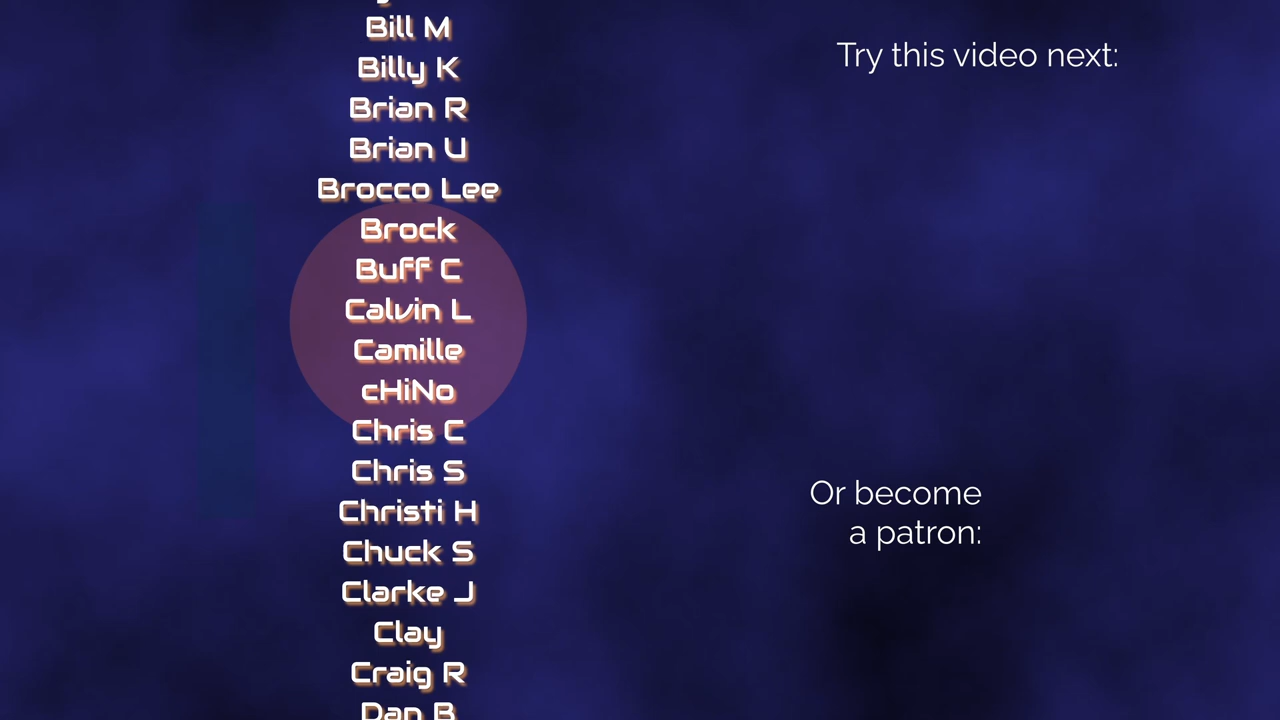 Bill M
Billy K
Brian R
Brian U
Brocco Lee
Brock
Buff C
Calvin L
Camille
cHiNo
Chris C
Chris S
Christi H
Chuck S
Clarke J
Clay
Craig R
Dan B
Try this video next:
Or become
a patron: